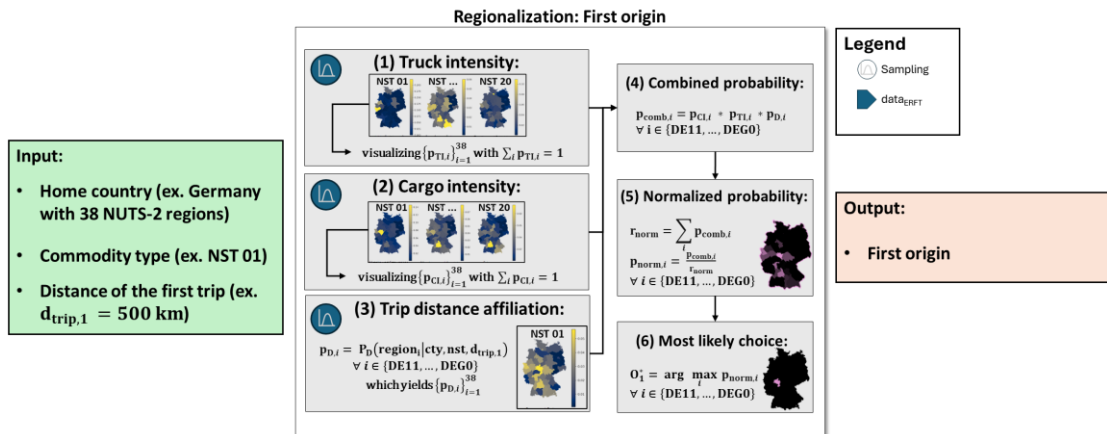 Regionalization: First origin
Input:
• Home country (ex. Germany
with 38 NUTS-2 regions)
• Commodity type (ex. NST 01)
• Distance of the first trip (ex.
d_trip,1 = 500 km)
(1) Truck intensity:
NST 01 NST ... NST 20
visualizing {p_TI,i}_{i=1}^{38} with ∑_i p_TI,i = 1
(2) Cargo intensity:
NST 01 NST ... NST 20
visualizing {p_CI,i}_{i=1}^{38} with ∑_i p_CI,i = 1
(3) Trip distance affiliation:
NST 01
p_D,i = P_D(region_i|cty, nst, d_trip,1)
∀ i ∈ {DE11, ..., DEG0}
which yields {p_D,i}_{i=1}^{38}
(4) Combined probability:
p_comb,i = p_CI,i * p_TI,i * p_D,i
∀ i ∈ {DE11, ..., DEG0}
(5) Normalized probability:
r_norm = ∑ p_comb,i
i
p_norm,i = p_comb,i / r_norm
∀ i ∈ {DE11, ..., DEG0}
(6) Most likely choice:
O_1^* = arg max_i p_norm,i
∀ i ∈ {DE11, ..., DEG0}
Legend
Sampling
data_ERFT
Output:
• First origin